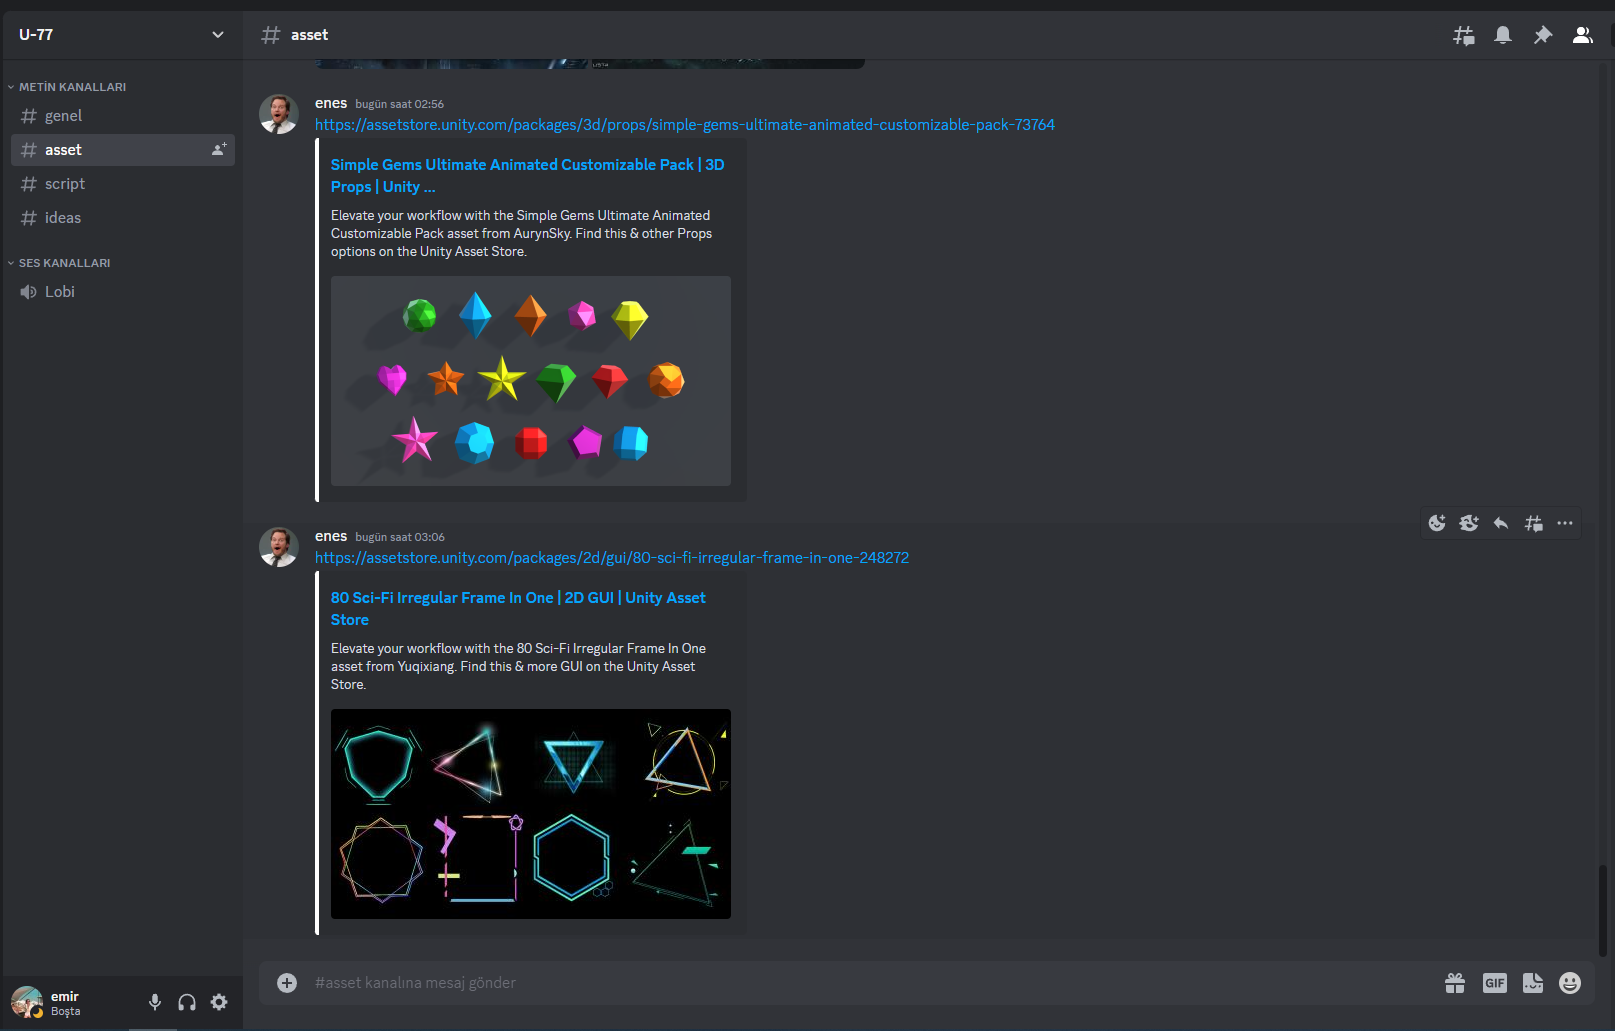 U-77
METİN KANALLARI
genel
asset
script
ideas
SES KANALLARI
Lobi
emir
Boşta
asset
enes bugün saat 02:56
https://assetstore.unity.com/packages/3d/props/simple-gems-ultimate-animated-customizable-pack-73764
Simple Gems Ultimate Animated Customizable Pack | 3D
Props | Unity ...
Elevate your workflow with the Simple Gems Ultimate Animated
Customizable Pack asset from AurynSky. Find this & other Props
options on the Unity Asset Store.
enes bugün saat 03:06
https://assetstore.unity.com/packages/2d/gui/80-sci-fi-irregular-frame-in-one-248272
80 Sci-Fi Irregular Frame In One | 2D GUI | Unity Asset
Store
Elevate your workflow with the 80 Sci-Fi Irregular Frame In One
asset from Yuqixiang. Find this & more GUI on the Unity Asset
Store.
#asset kanalına mesaj gönder
GIF